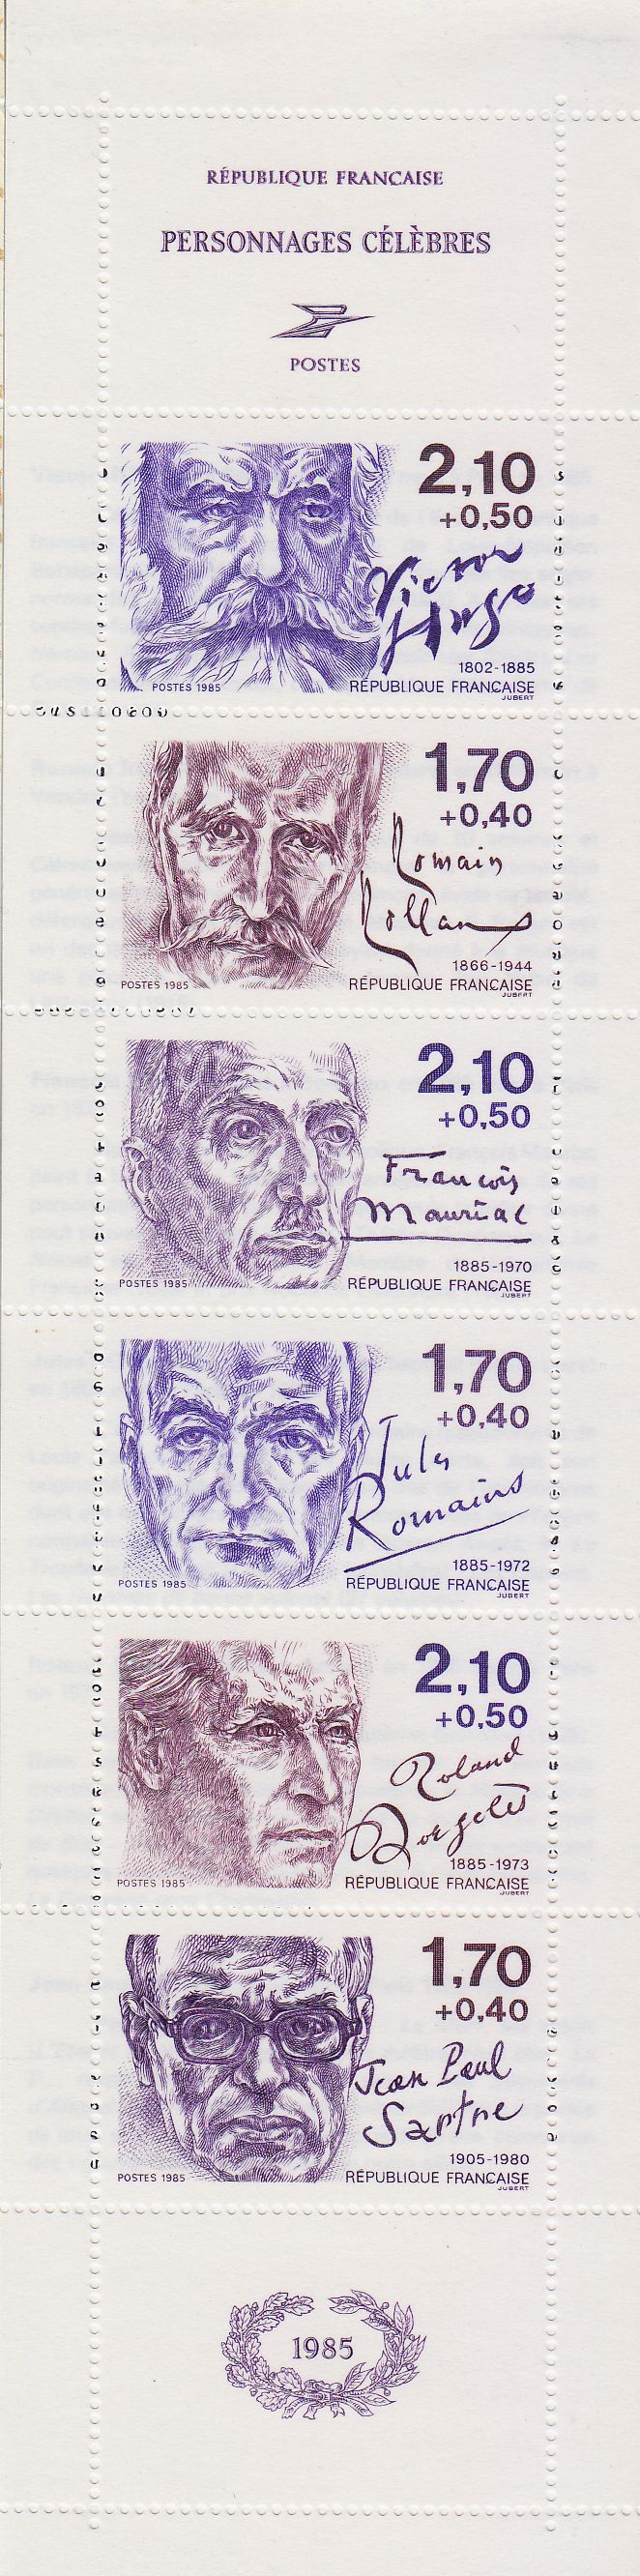 RÉPUBLIQUE FRANCAISE
PERSONNAGES CÉLÈBRES
POSTES
2,10
+0,50
Victor
Hugo
1802-1885
POSTES 1985
RÉPUBLIQUE FRANÇAISE
JUBERT
1,70
+0,40
Romain
Rolland
1866-1944
POSTES 1985
RÉPUBLIQUE FRANÇAISE
JUBERT
2,10
+0,50
François
Mauriac
1885-1970
POSTES 1985
RÉPUBLIQUE FRANÇAISE
JUBERT
1,70
+0,40
Jules
Romains
1885-1972
POSTES 1985
RÉPUBLIQUE FRANÇAISE
JUBERT
2,10
+0,50
Roland
Dorgelès
1885-1973
POSTES 1985
RÉPUBLIQUE FRANÇAISE
JUBERT
1,70
+0,40
Jean Paul
Sartre
1905-1980
POSTES 1985
RÉPUBLIQUE FRANÇAISE
JUBERT
1985